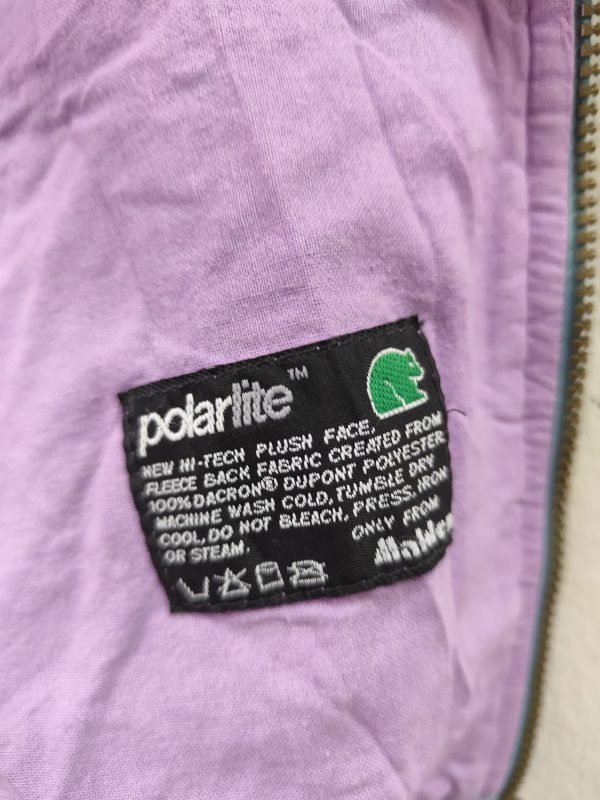 polarlite™
NEW HI-TECH PLUSH FACE,
FLEECE BACK FABRIC CREATED FROM
100% DACRON® DUPONT POLYESTER.
MACHINE WASH COLD, TUMBLE DRY
COOL, DO NOT BLEACH, PRESS, IRON
OR STEAM.
ONLY FROM